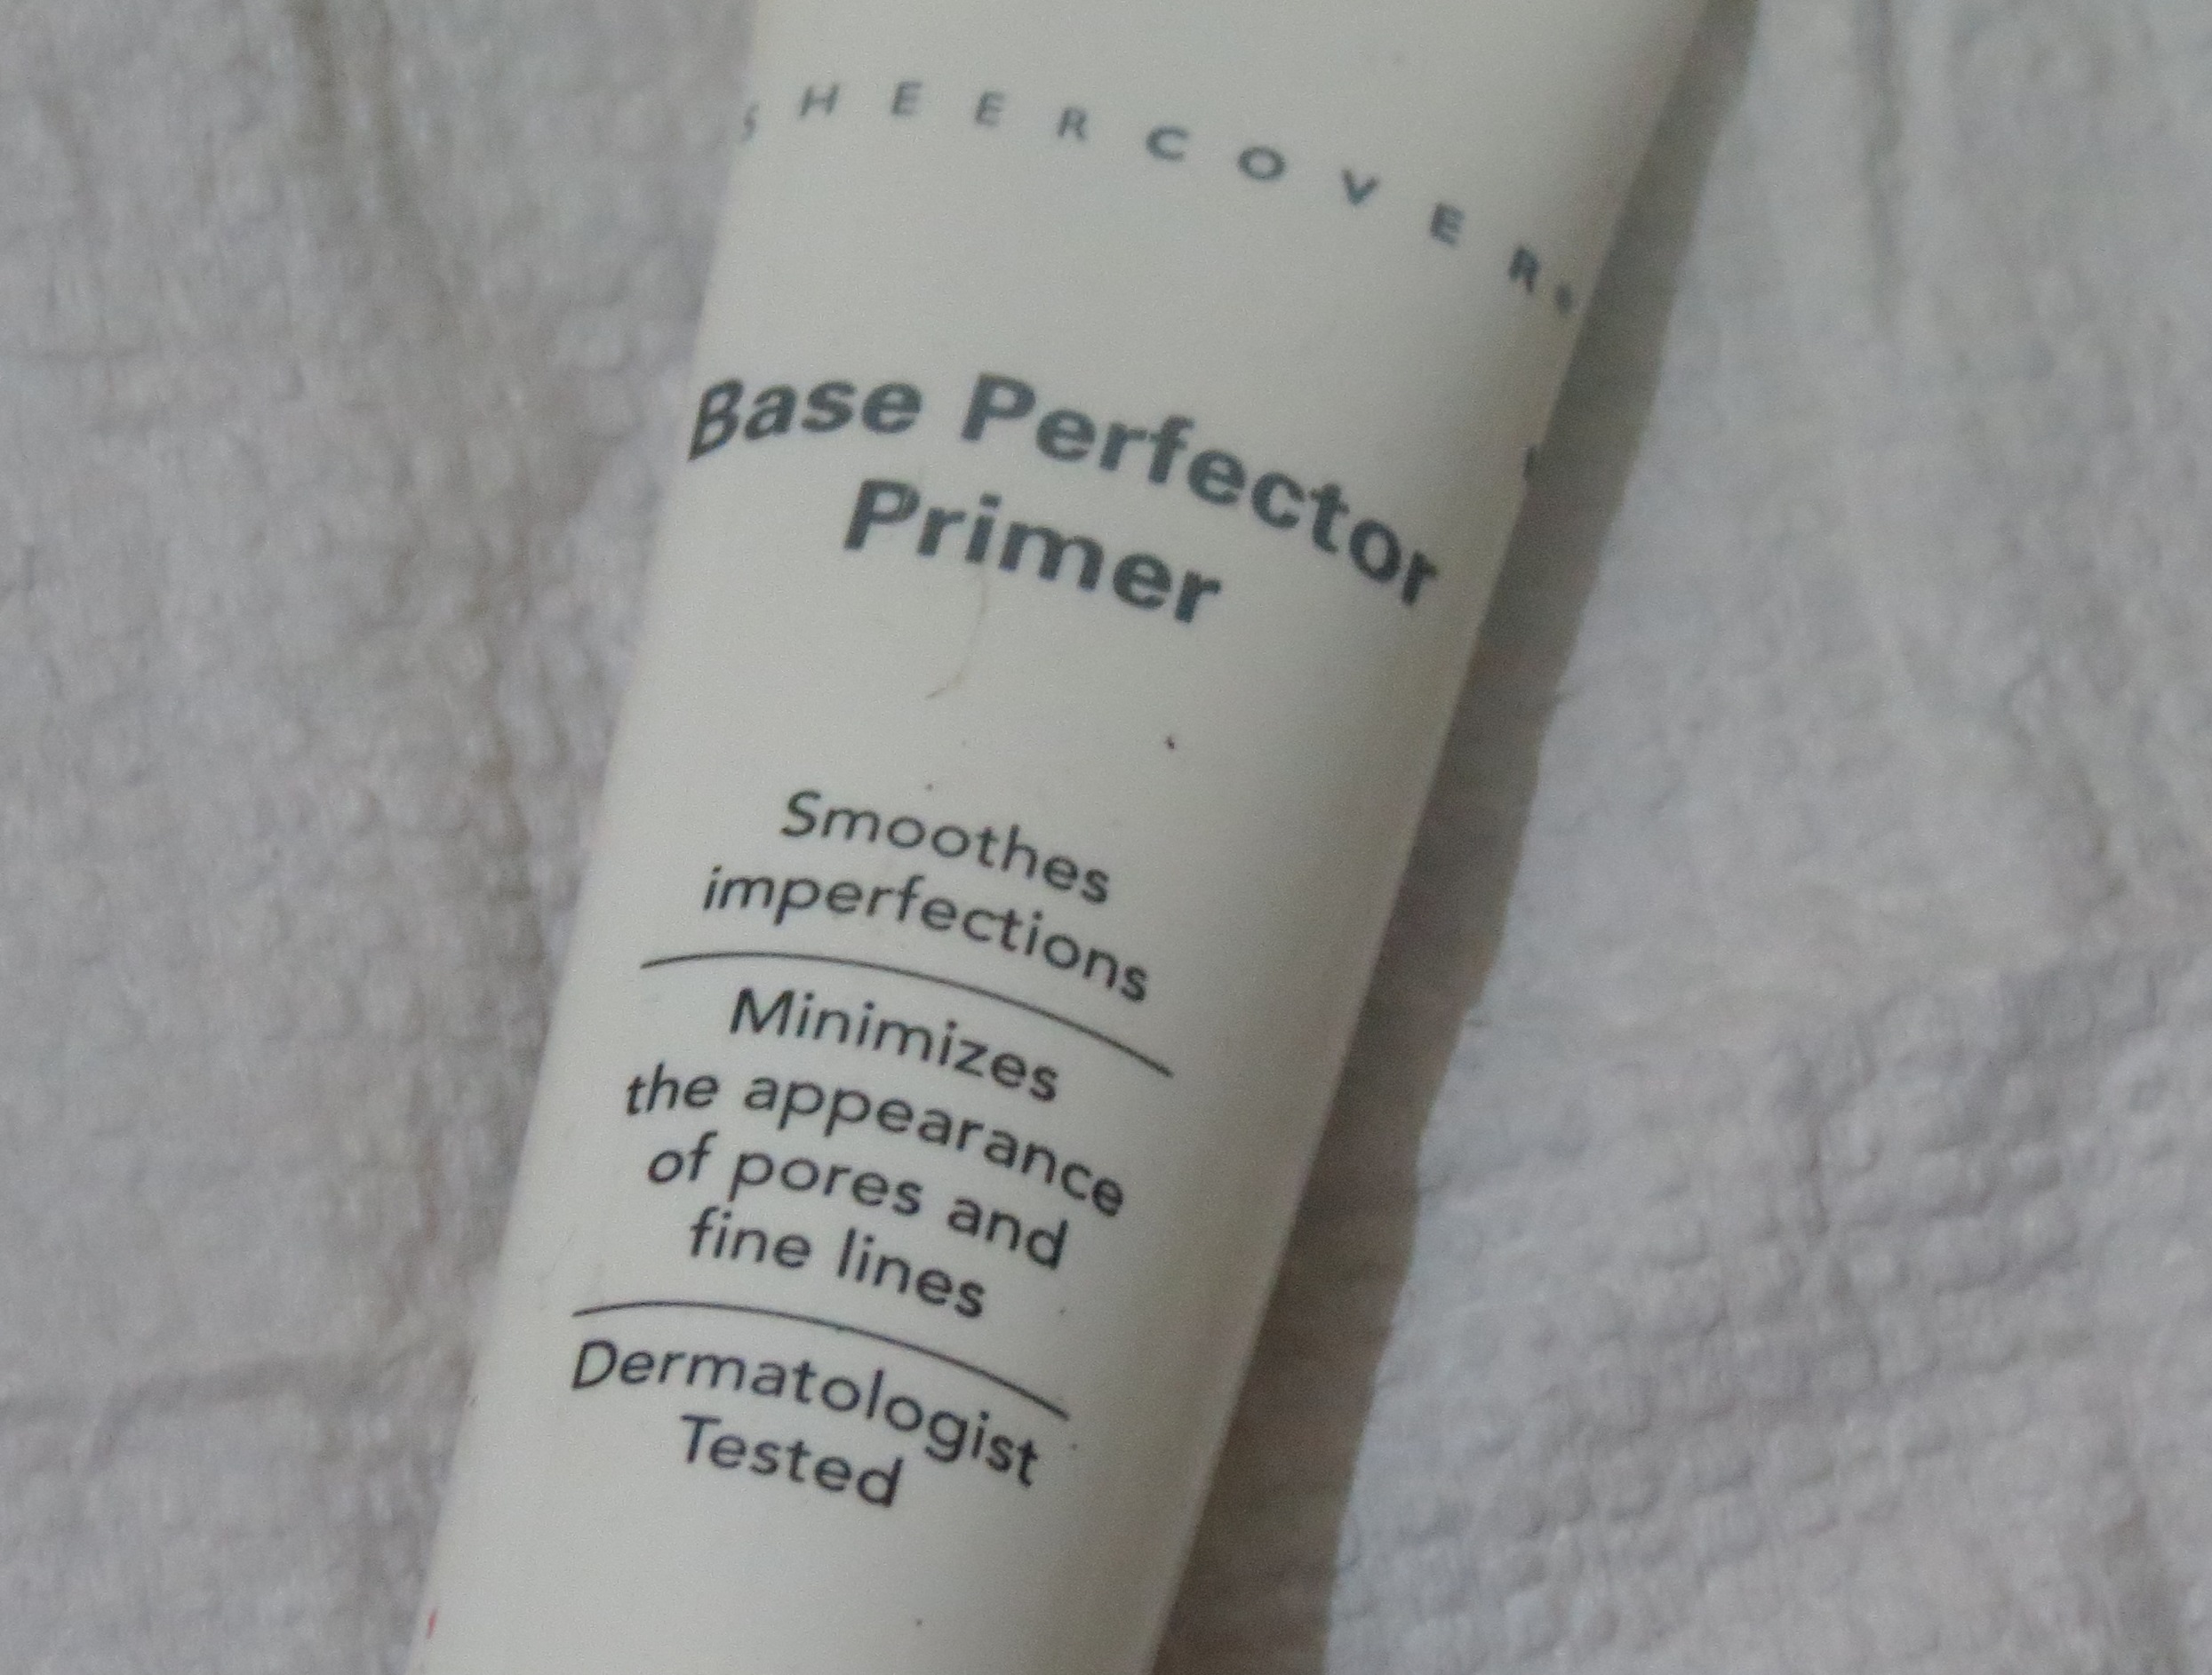 SHEERCOVER®
Base Perfector
Primer
Smoothes
imperfections
Minimizes
the appearance
of pores and
fine lines
Dermatologist
Tested